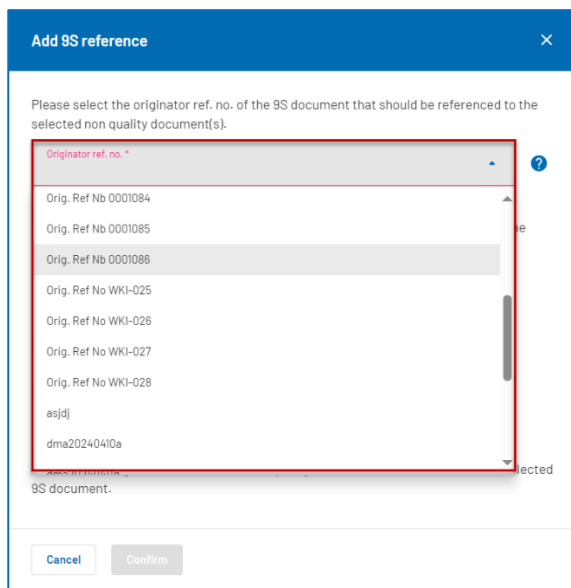 Add 9S reference
Please select the originator ref. no. of the 9S document that should be referenced to the
selected non quality document(s).
Originator ref. no. *
Orig. Ref Nb 0001084
Orig. Ref Nb 0001085
Orig. Ref Nb 0001086
Orig. Ref No WKI-025
Orig. Ref No WKI-026
Orig. Ref No WKI-027
Orig. Ref No WKI-028
asjdj
dma20240410a
9S document.
Cancel
Confirm